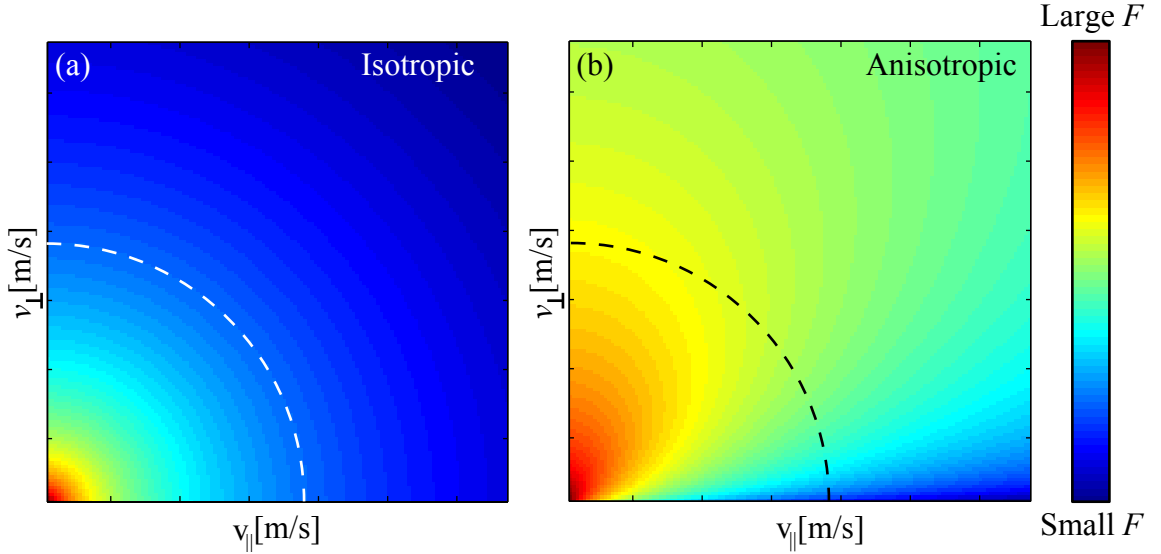 Large F
(a) Isotropic
(b) Anisotropic
v⊥[m/s]
v⊥[m/s]
v||[m/s]
v||[m/s]
Small F